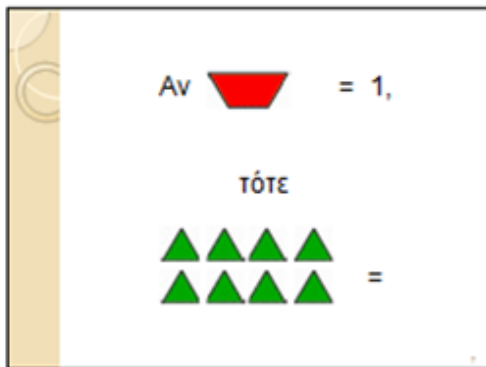 Αν = 1,
τότε
=